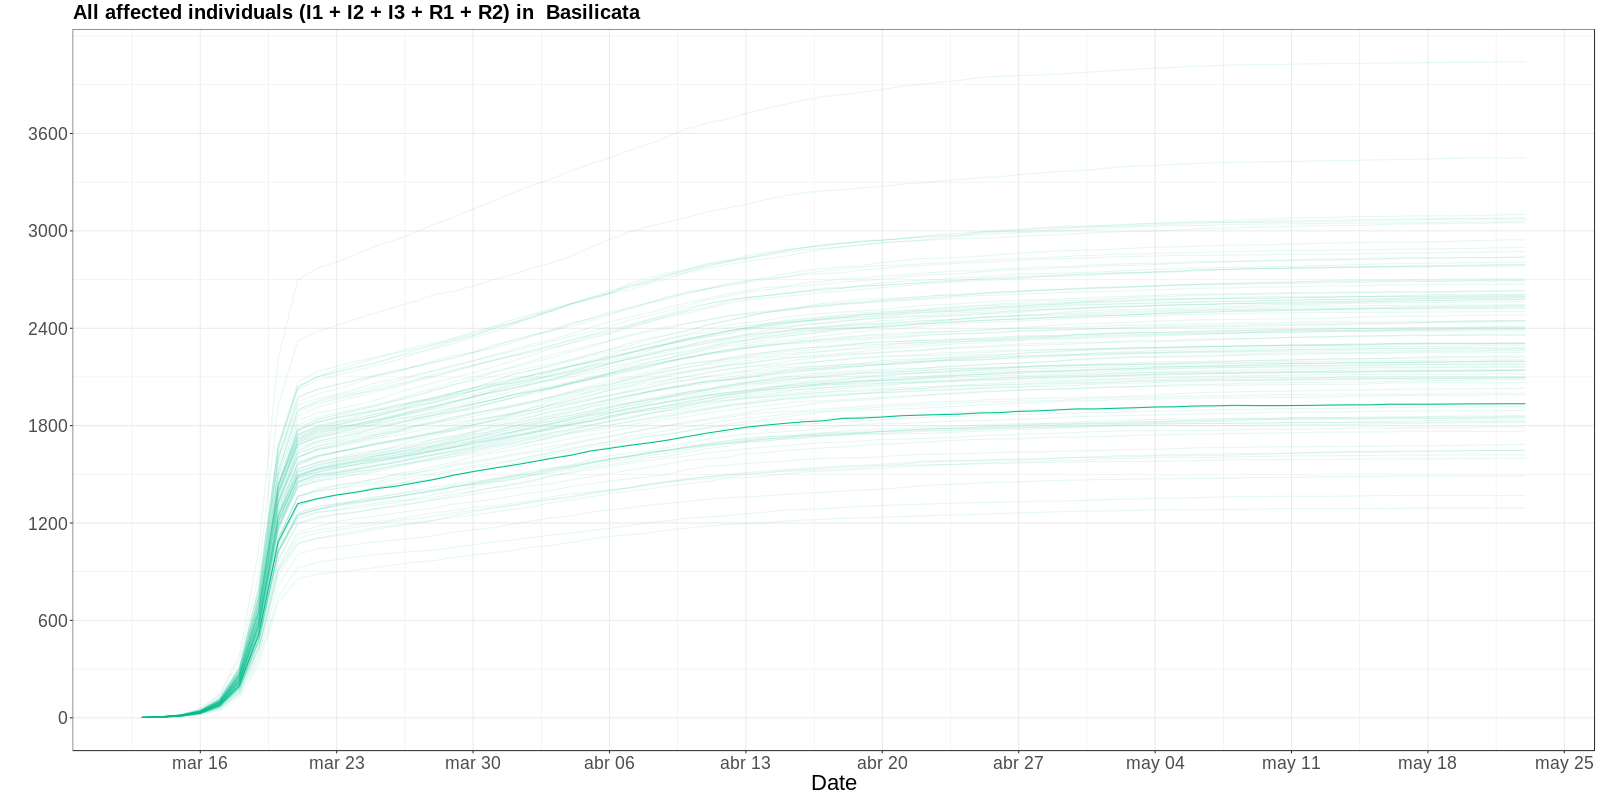 All affected individuals (I1 + I2 + I3 + R1 + R2) in  Basilicata
3600
3000
2400
1800
1200
600
0
mar 16 mar 23 mar 30 abr 06 abr 13 abr 20 abr 27 may 04 may 11 may 18 may 25
Date